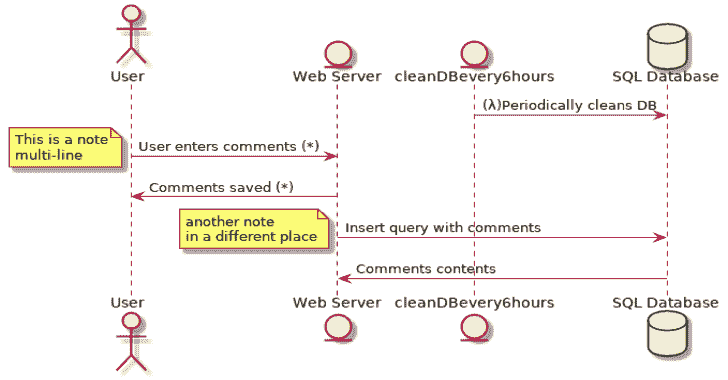 User
Web Server
cleanDBevery6hours
SQL Database
(λ)Periodically cleans DB
This is a note
multi-line
User enters comments (*)
Comments saved (*)
another note
in a different place
Insert query with comments
Comments contents
User
Web Server
cleanDBevery6hours
SQL Database